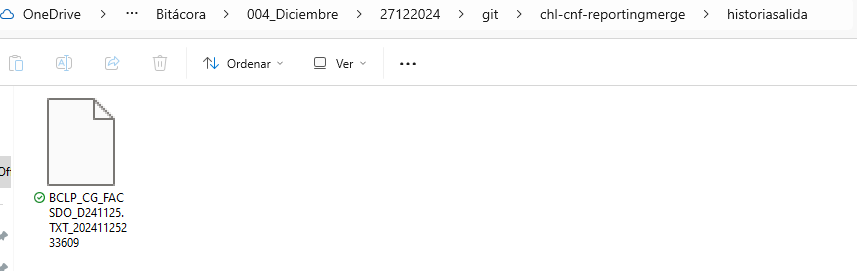 OneDrive > ... Bitácora > 004_Diciembre > 27122024 > git > chl-cnf-reportingmerge > historiasalida
Ordenar Ver ...
BCLP_CG_FAC
SDO_D241125.
TXT_202411252
33609